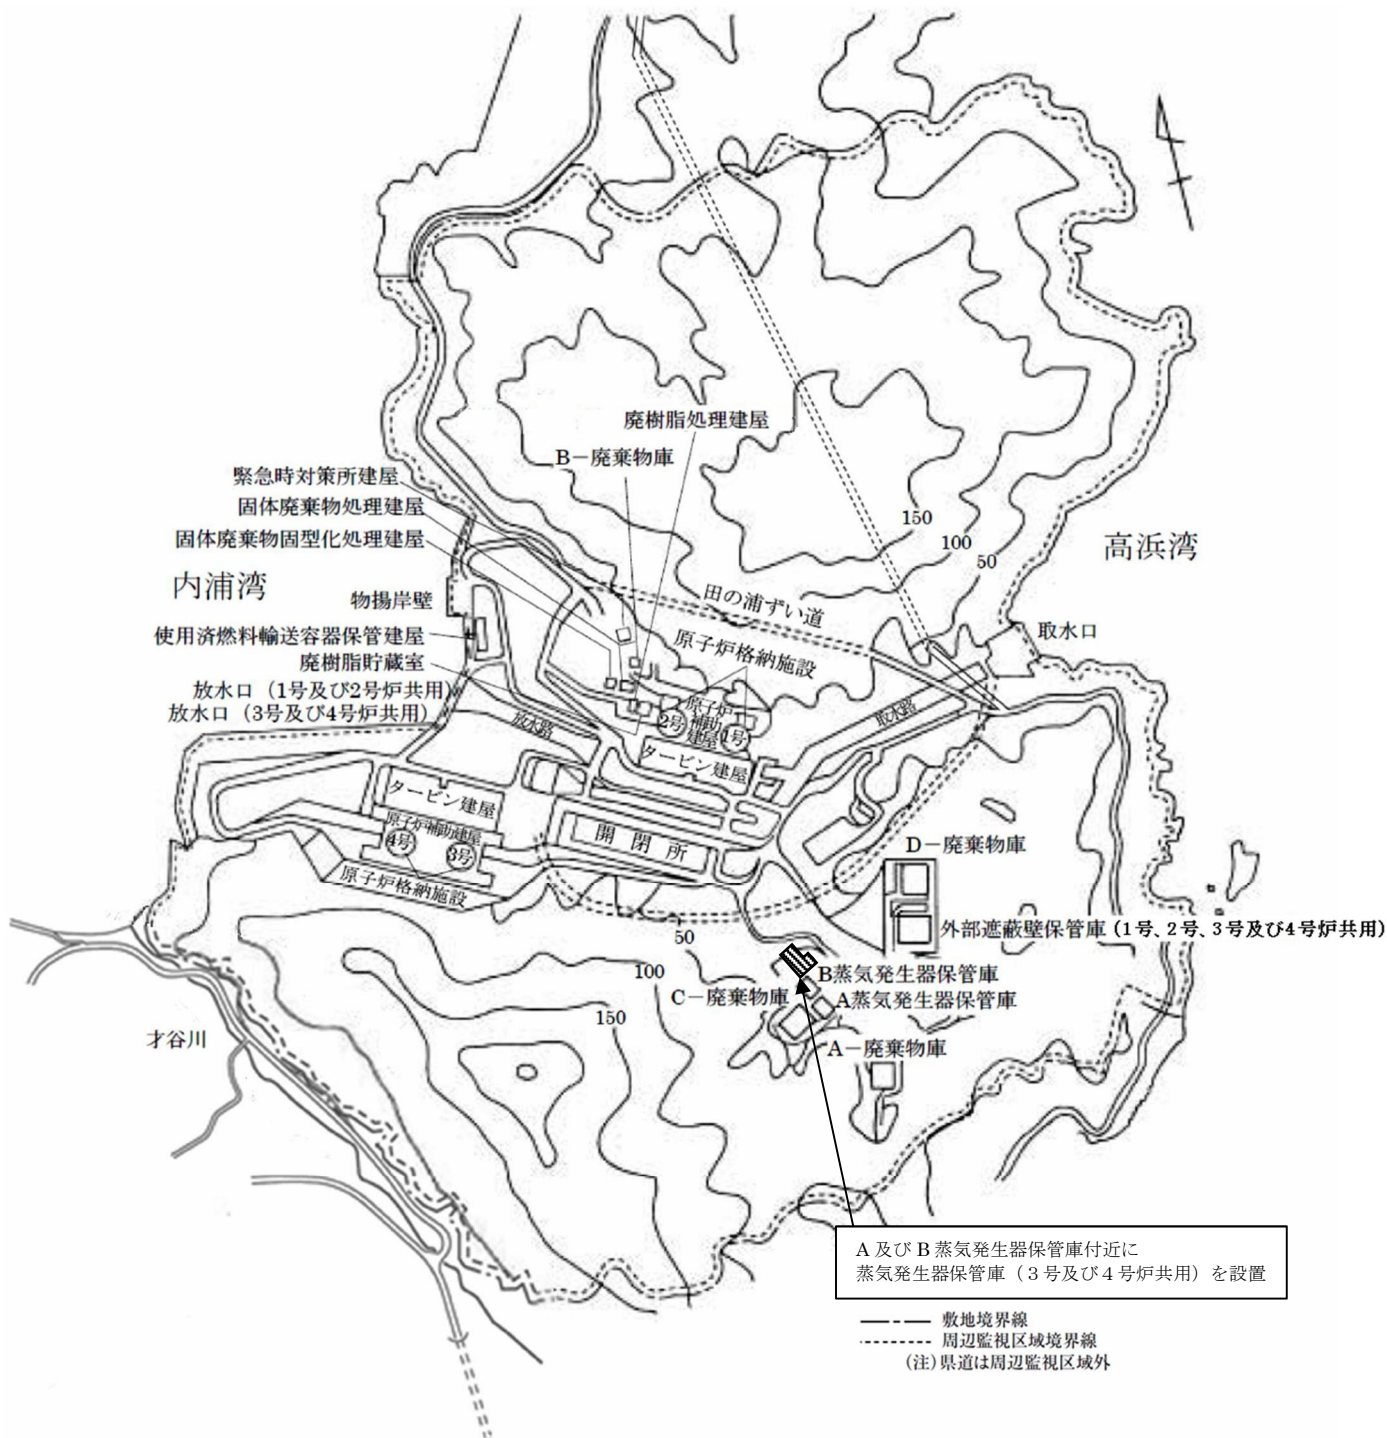 廃樹脂処理建屋
B－廃棄物庫
緊急時対策所建屋
固体廃棄物処理建屋
固体廃棄物固型化処理建屋
150
100
50
高浜湾
内浦湾
物揚岸壁
田の浦ずい道
取水口
使用済燃料輸送容器保管建屋
原子炉格納施設
廃樹脂貯蔵室
放水口（1号及び2号炉共用）
放水口（3号及び4号炉共用）
原子炉
補助
建屋
2号
1号
取水路
放水路
タービン建屋
タービン建屋
原子炉補助建屋
4号
3号
開閉所
原子炉格納施設
D－廃棄物庫
外部遮蔽壁保管庫 (1号、2号、3号及び4号炉共用)
50
100
150
B蒸気発生器保管庫
C－廃棄物庫
A蒸気発生器保管庫
A－廃棄物庫
才谷川
A 及び B 蒸気発生器保管庫付近に
蒸気発生器保管庫（３号及び４号炉共用）を設置
敷地境界線
周辺監視区域境界線
(注)県道は周辺監視区域外